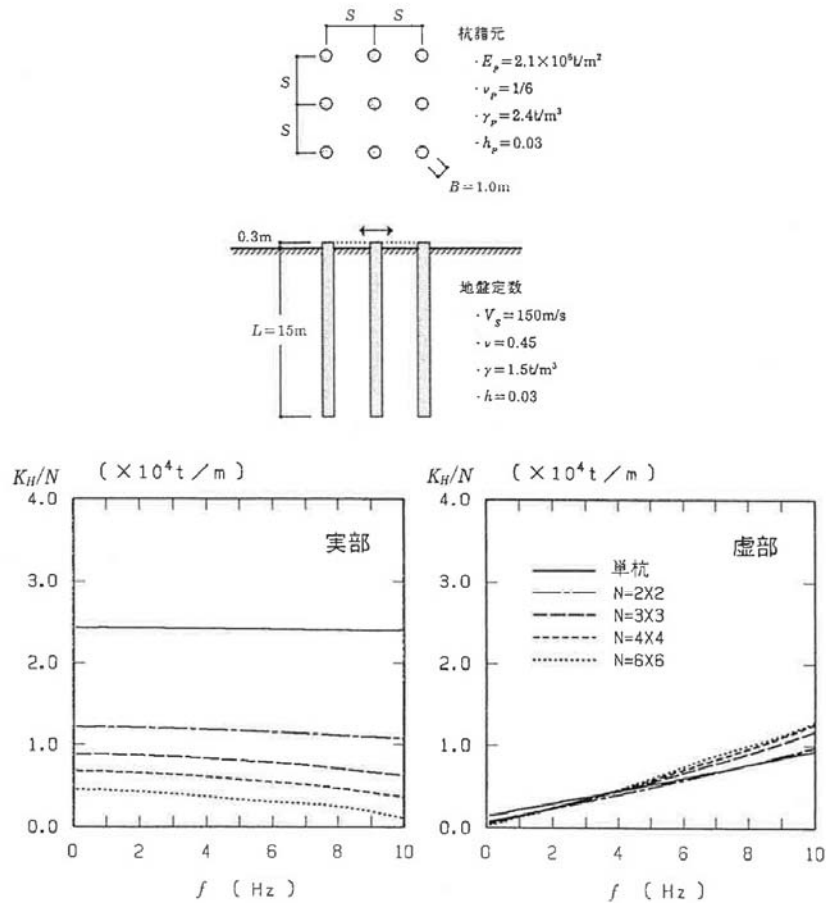 S S
杭諸元
S
S
・E_P=2.1×10⁶t/m²
・ν_P=1/6
・γ_P=2.4t/m³
・h_P=0.03
B=1.0m
0.3m
L=15m
地盤定数
・V_S=150m/s
・ν=0.45
・γ=1.5t/m³
・h=0.03
K_H/N (×10⁴t/m)
4.0
3.0
2.0
1.0
0.0
実部
0 2 4 6 8 10
f (Hz)
K_H/N (×10⁴t/m)
4.0
3.0
2.0
1.0
0.0
虚部
単杭
N=2X2
N=3X3
N=4X4
N=6X6
0 2 4 6 8 10
f (Hz)